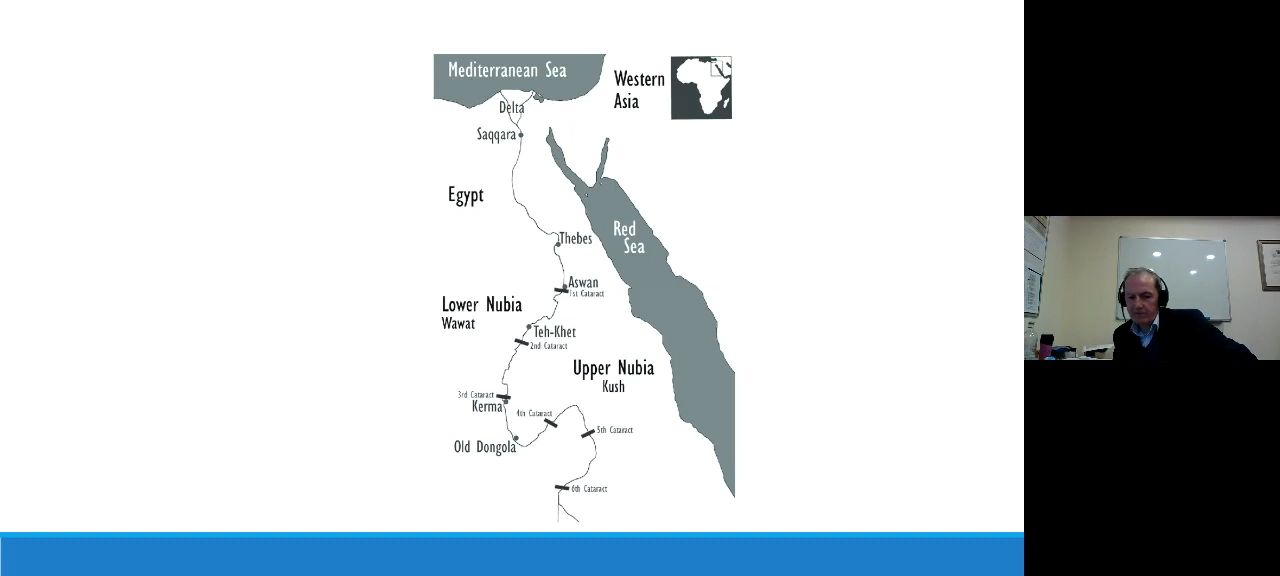 Mediterranean Sea
Western
Asia
Delta
Saqqara
Egypt
Red
Sea
Thebes
Aswan
1st Cataract
Lower Nubia
Wawat
Teh-Khet
2nd Cataract
Upper Nubia
Kush
3rd Cataract
Kerma
4th Cataract
5th Cataract
Old Dongola
6th Cataract